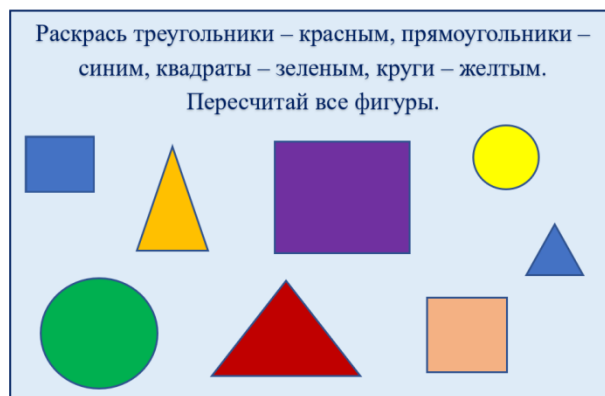 Раскрась треугольники – красным, прямоугольники –
синим, квадраты – зеленым, круги – желтым.
Пересчитай все фигуры.